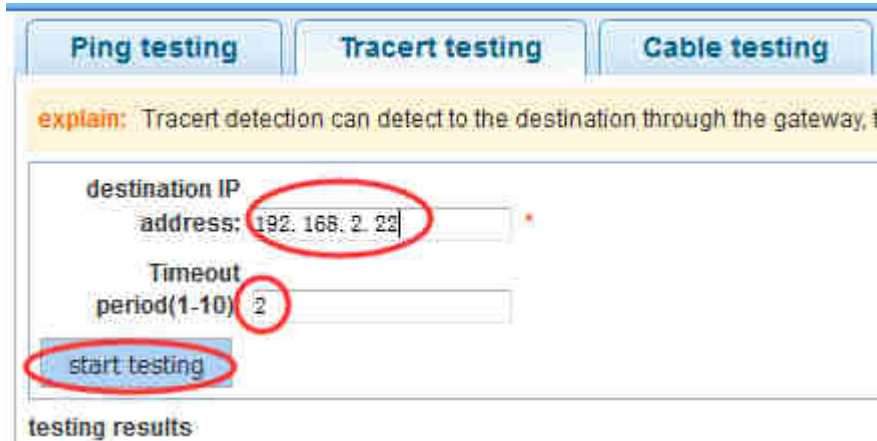 Ping testing Tracert testing Cable testing
explain: Tracert detection can detect to the destination through the gateway,
destination IP
address: 192.168.2.22 *
Timeout
period(1-10) 2
start testing
testing results